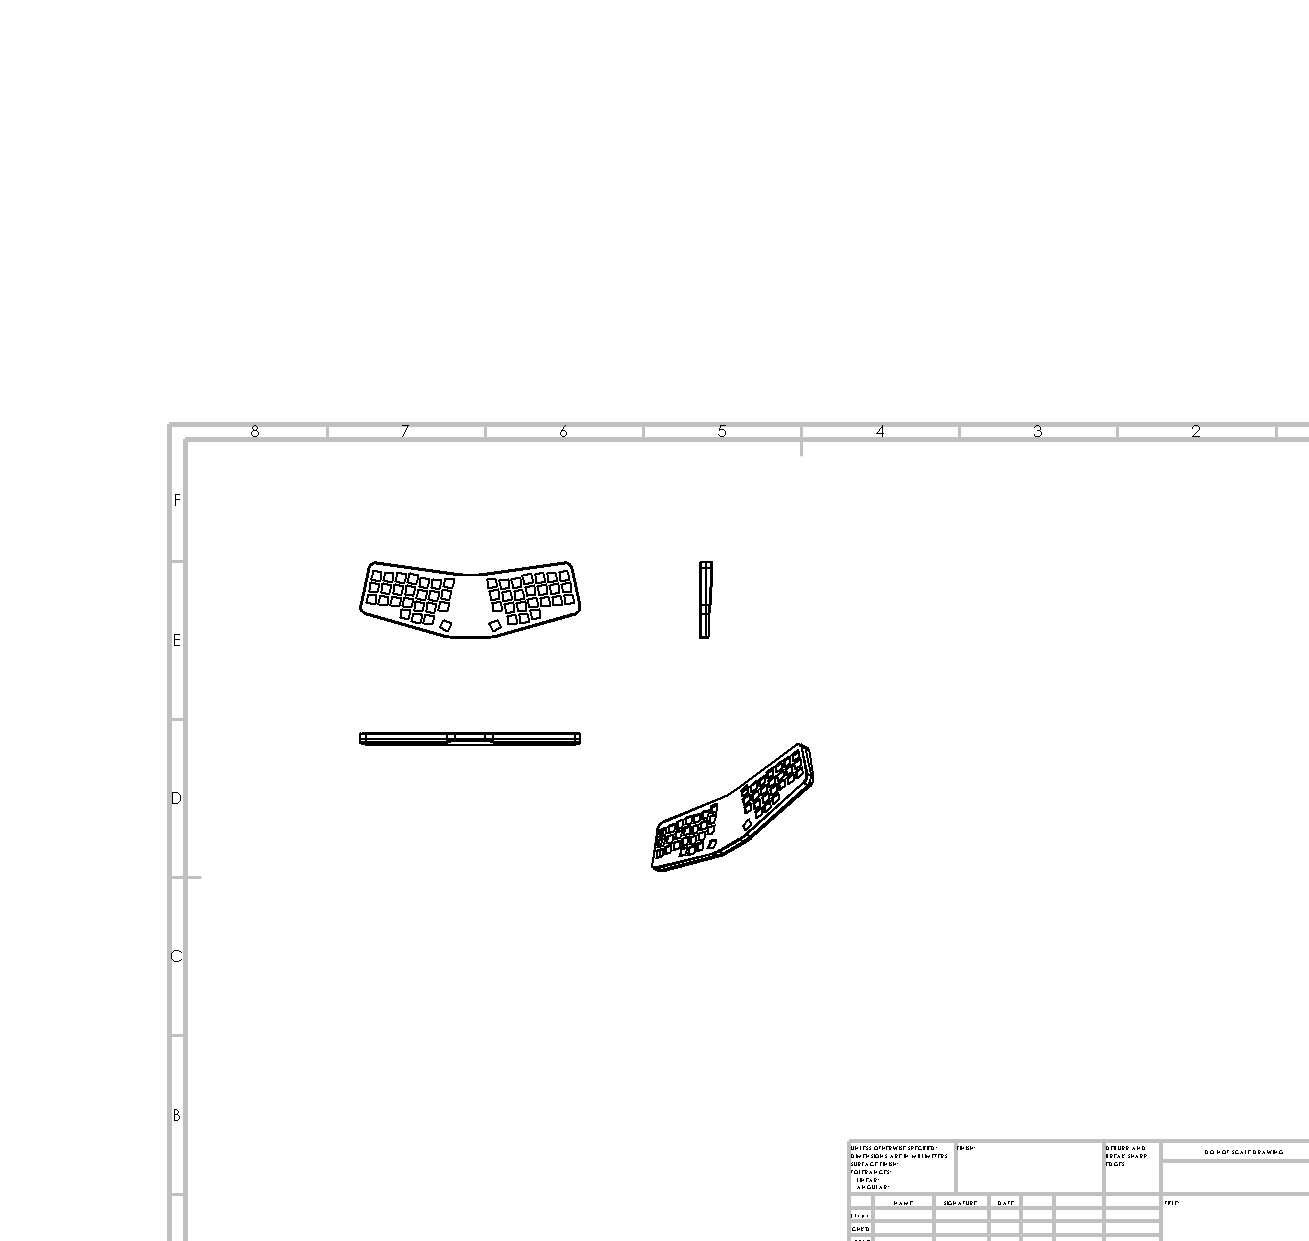 8 7 6 5 4 3 2
F
E
D
C
B
UNLESS OTHERWISE SPECIFIED: FINISH: DEBURR AND DO NOT SCALE DRAWING
DIMENSIONS ARE IN MILLIMETERS BREAK SHARP
SURFACE FINISH: EDGES
TOLERANCES:
LINEAR:
ANGULAR:
NAME SIGNATURE DATE TITLE:
CHK'D